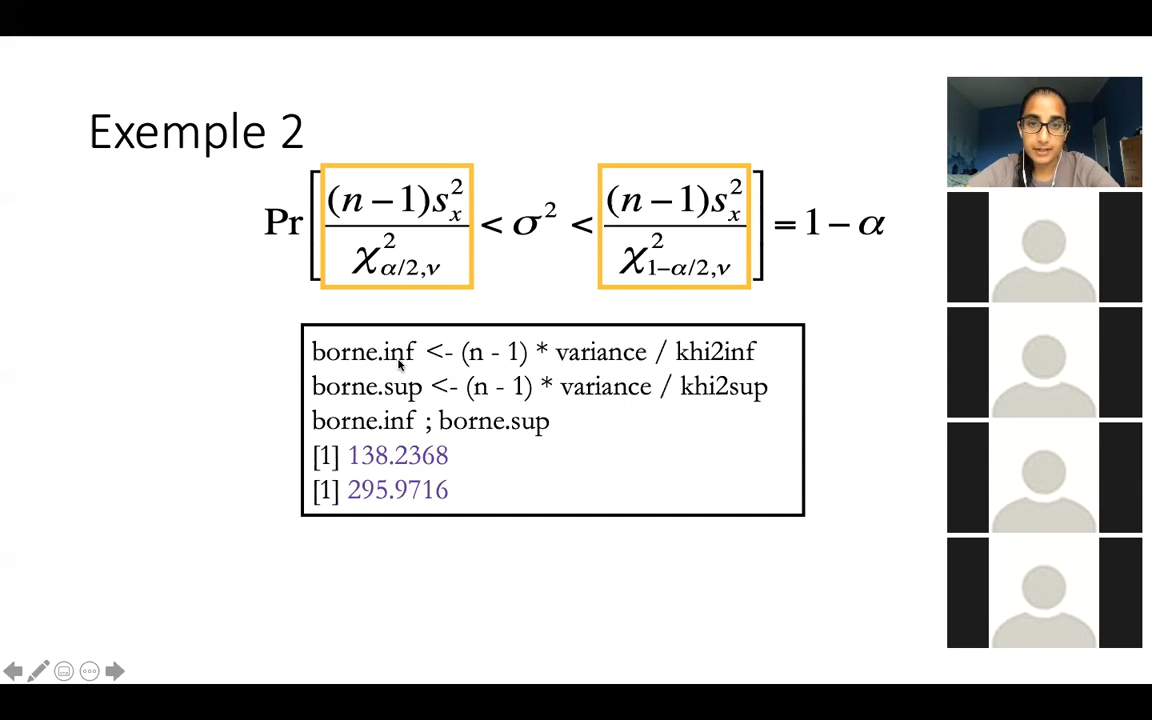 Exemple 2
Pr[(n−1)s²ₓ / χ²α/2,ν < σ² < (n−1)s²ₓ / χ²1−α/2,ν] = 1−α
borne.inf <- (n - 1) * variance / khi2inf
borne.sup <- (n - 1) * variance / khi2sup
borne.inf ; borne.sup
[1] 138.2368
[1] 295.9716